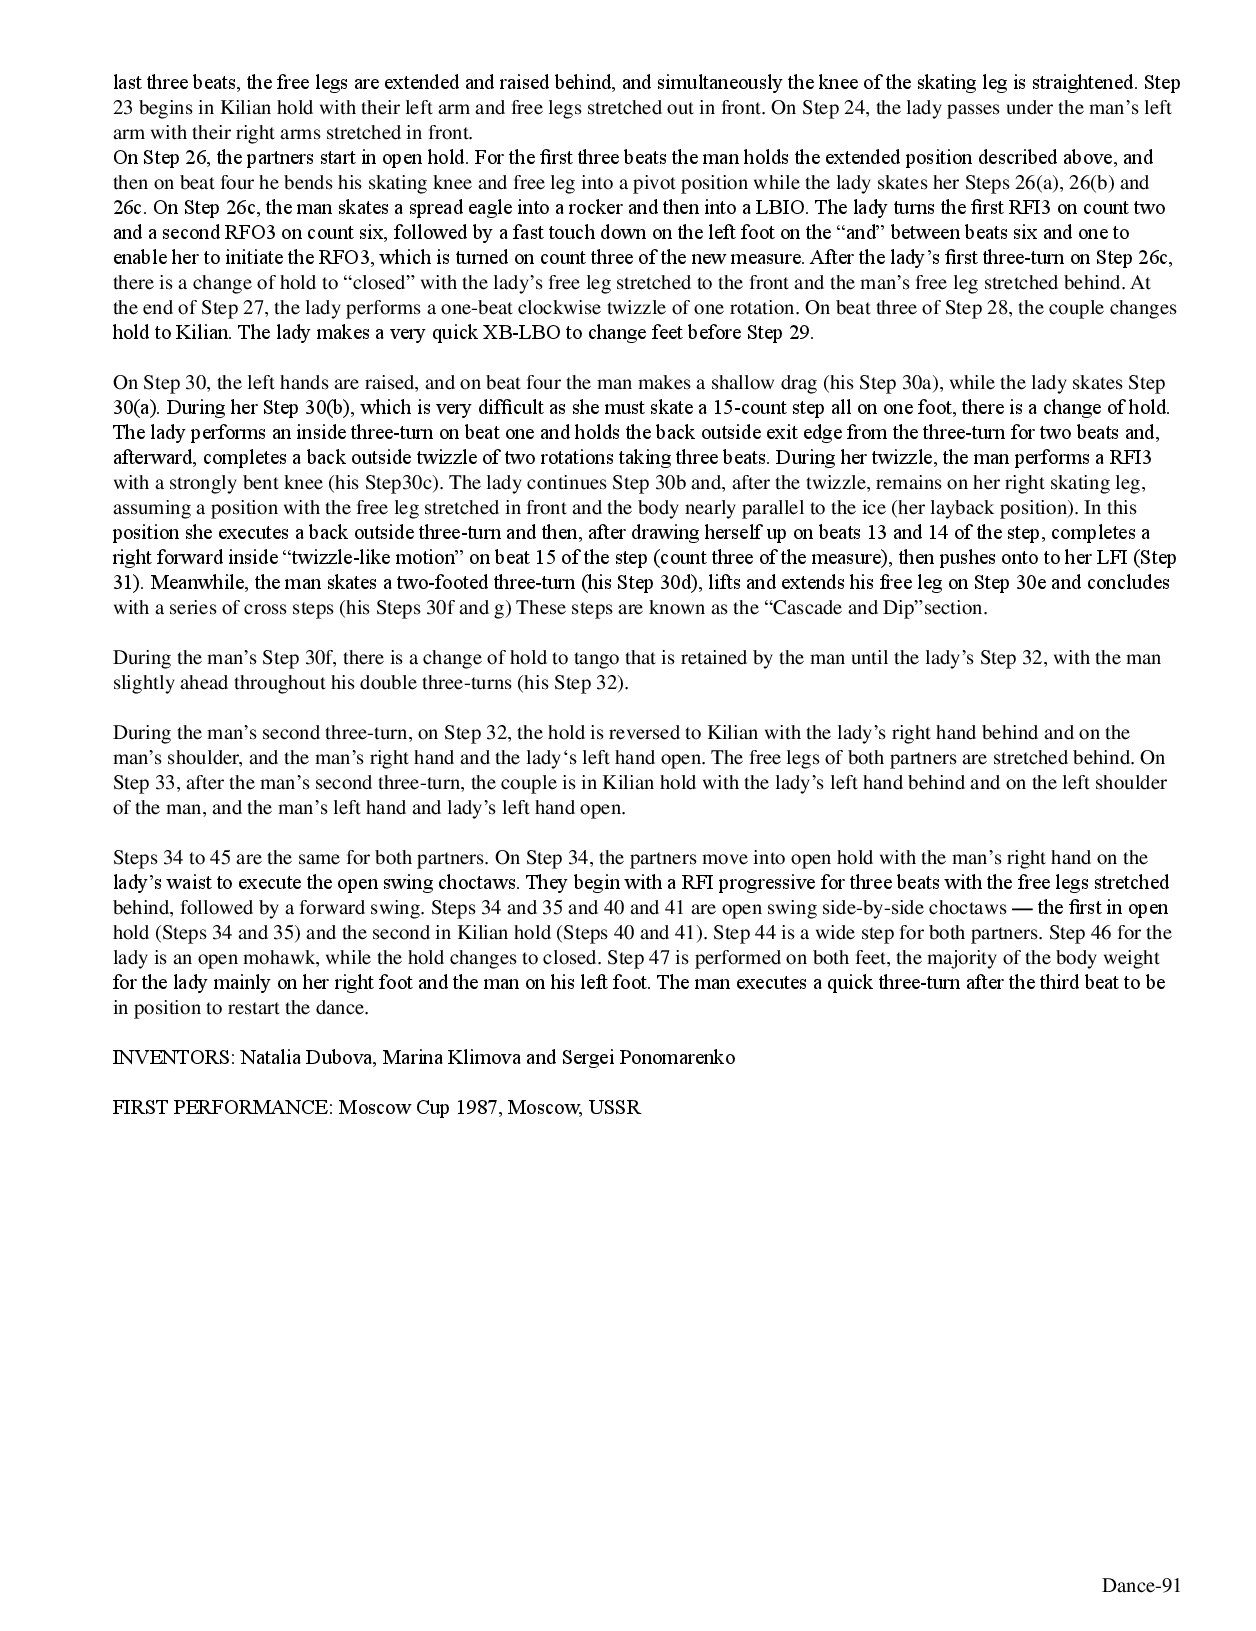 last three beats, the free legs are extended and raised behind, and simultaneously the knee of the skating leg is straightened. Step
23 begins in Kilian hold with their left arm and free legs stretched out in front. On Step 24, the lady passes under the man’s left
arm with their right arms stretched in front.
On Step 26, the partners start in open hold. For the first three beats the man holds the extended position described above, and
then on beat four he bends his skating knee and free leg into a pivot position while the lady skates her Steps 26(a), 26(b) and
26c. On Step 26c, the man skates a spread eagle into a rocker and then into a LBIO. The lady turns the first RFI3 on count two
and a second RFO3 on count six, followed by a fast touch down on the left foot on the “and” between beats six and one to
enable her to initiate the RFO3, which is turned on count three of the new measure. After the lady’s first three-turn on Step 26c,
there is a change of hold to “closed” with the lady’s free leg stretched to the front and the man’s free leg stretched behind. At
the end of Step 27, the lady performs a one-beat clockwise twizzle of one rotation. On beat three of Step 28, the couple changes
hold to Kilian. The lady makes a very quick XB-LBO to change feet before Step 29.
On Step 30, the left hands are raised, and on beat four the man makes a shallow drag (his Step 30a), while the lady skates Step
30(a). During her Step 30(b), which is very difficult as she must skate a 15-count step all on one foot, there is a change of hold.
The lady performs an inside three-turn on beat one and holds the back outside exit edge from the three-turn for two beats and,
afterward, completes a back outside twizzle of two rotations taking three beats. During her twizzle, the man performs a RFI3
with a strongly bent knee (his Step30c). The lady continues Step 30b and, after the twizzle, remains on her right skating leg,
assuming a position with the free leg stretched in front and the body nearly parallel to the ice (her layback position). In this
position she executes a back outside three-turn and then, after drawing herself up on beats 13 and 14 of the step, completes a
right forward inside “twizzle-like motion” on beat 15 of the step (count three of the measure), then pushes onto to her LFI (Step
31). Meanwhile, the man skates a two-footed three-turn (his Step 30d), lifts and extends his free leg on Step 30e and concludes
with a series of cross steps (his Steps 30f and g) These steps are known as the “Cascade and Dip”section.
During the man’s Step 30f, there is a change of hold to tango that is retained by the man until the lady’s Step 32, with the man
slightly ahead throughout his double three-turns (his Step 32).
During the man’s second three-turn, on Step 32, the hold is reversed to Kilian with the lady’s right hand behind and on the
man’s shoulder, and the man’s right hand and the lady‘s left hand open. The free legs of both partners are stretched behind. On
Step 33, after the man’s second three-turn, the couple is in Kilian hold with the lady’s left hand behind and on the left shoulder
of the man, and the man’s left hand and lady’s left hand open.
Steps 34 to 45 are the same for both partners. On Step 34, the partners move into open hold with the man’s right hand on the
lady’s waist to execute the open swing choctaws. They begin with a RFI progressive for three beats with the free legs stretched
behind, followed by a forward swing. Steps 34 and 35 and 40 and 41 are open swing side-by-side choctaws — the first in open
hold (Steps 34 and 35) and the second in Kilian hold (Steps 40 and 41). Step 44 is a wide step for both partners. Step 46 for the
lady is an open mohawk, while the hold changes to closed. Step 47 is performed on both feet, the majority of the body weight
for the lady mainly on her right foot and the man on his left foot. The man executes a quick three-turn after the third beat to be
in position to restart the dance.
INVENTORS: Natalia Dubova, Marina Klimova and Sergei Ponomarenko
FIRST PERFORMANCE: Moscow Cup 1987, Moscow, USSR
Dance-91